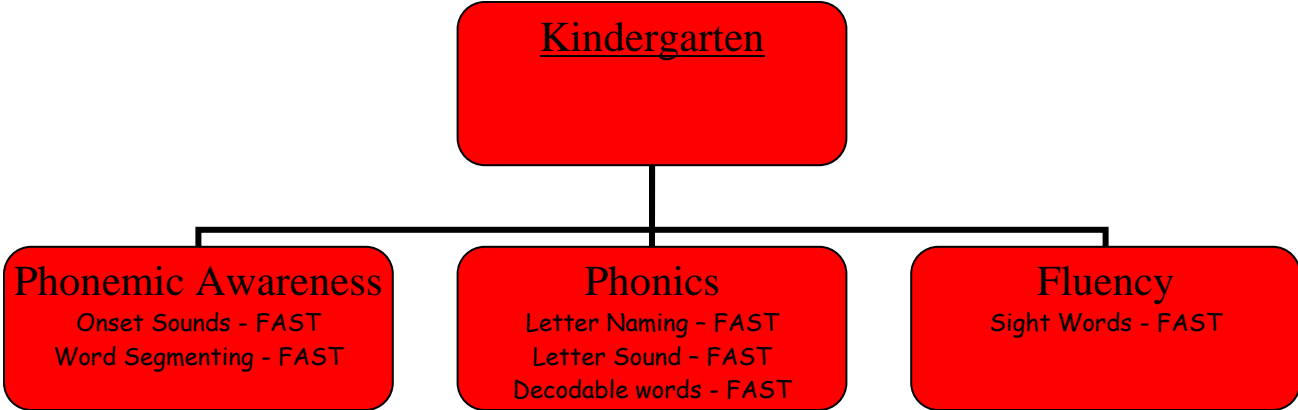 Kindergarten
Phonemic Awareness
Onset Sounds - FAST
Word Segmenting - FAST
Phonics
Letter Naming – FAST
Letter Sound – FAST
Decodable words - FAST
Fluency
Sight Words - FAST